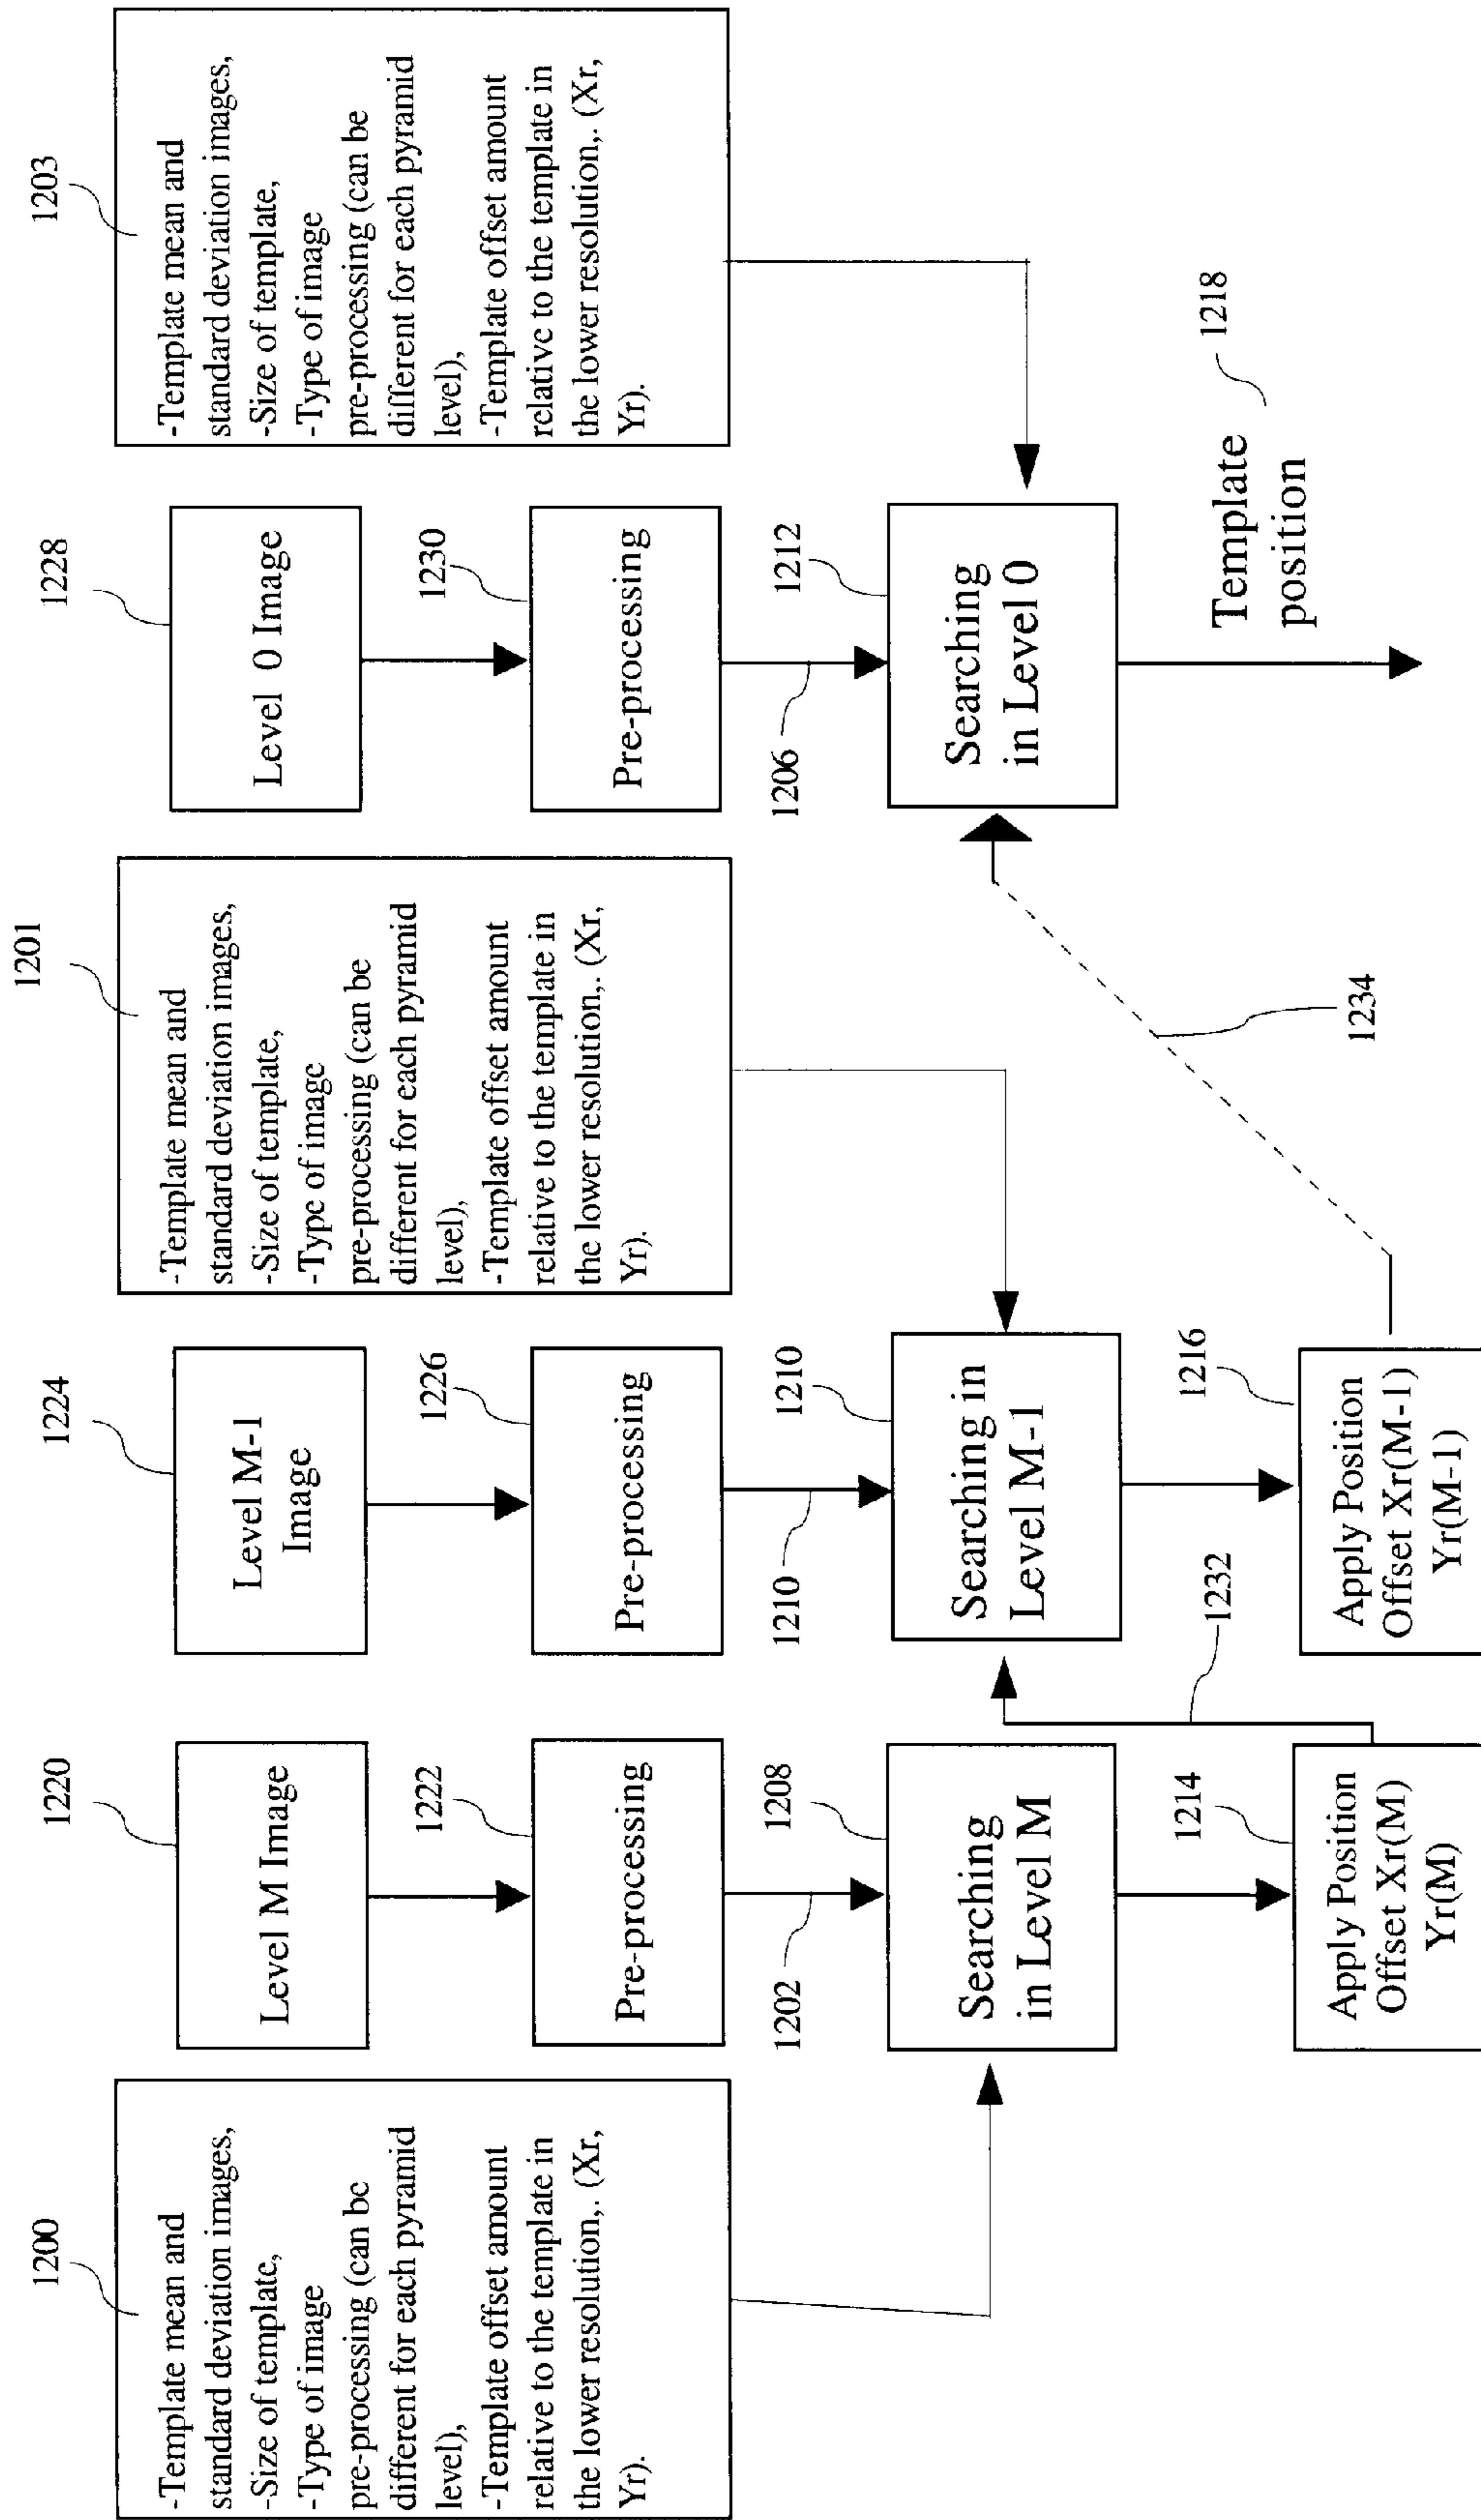 1200
-Template mean and
standard deviation images,
-Size of template,
-Type of image
pre-processing (can be
different for each pyramid
level),
-Template offset amount
relative to the template in
the lower resolution,. (Xr,
Yr).
1220
Level M Image
1222
Pre-processing
1202
1208
Searching
in Level M
1214
Apply Position
Offset Xr(M)
Yr(M)
1232
1224
Level M-1
Image
1226
Pre-processing
1210
1210
Searching in
Level M-1
1216
Apply Position
Offset Xr(M-1)
Yr(M-1)
1201
-Template mean and
standard deviation images,
-Size of template,
-Type of image
pre-processing (can be
different for each pyramid
level),
-Template offset amount
relative to the template in
the lower resolution,. (Xr,
Yr).
1234
1228
Level 0 Image
1230
Pre-processing
1206
1212
Searching
in Level 0
Template
position
1218
1203
-Template mean and
standard deviation images,
-Size of template,
-Type of image
pre-processing (can be
different for each pyramid
level),
-Template offset amount
relative to the template in
the lower resolution,. (Xr,
Yr).